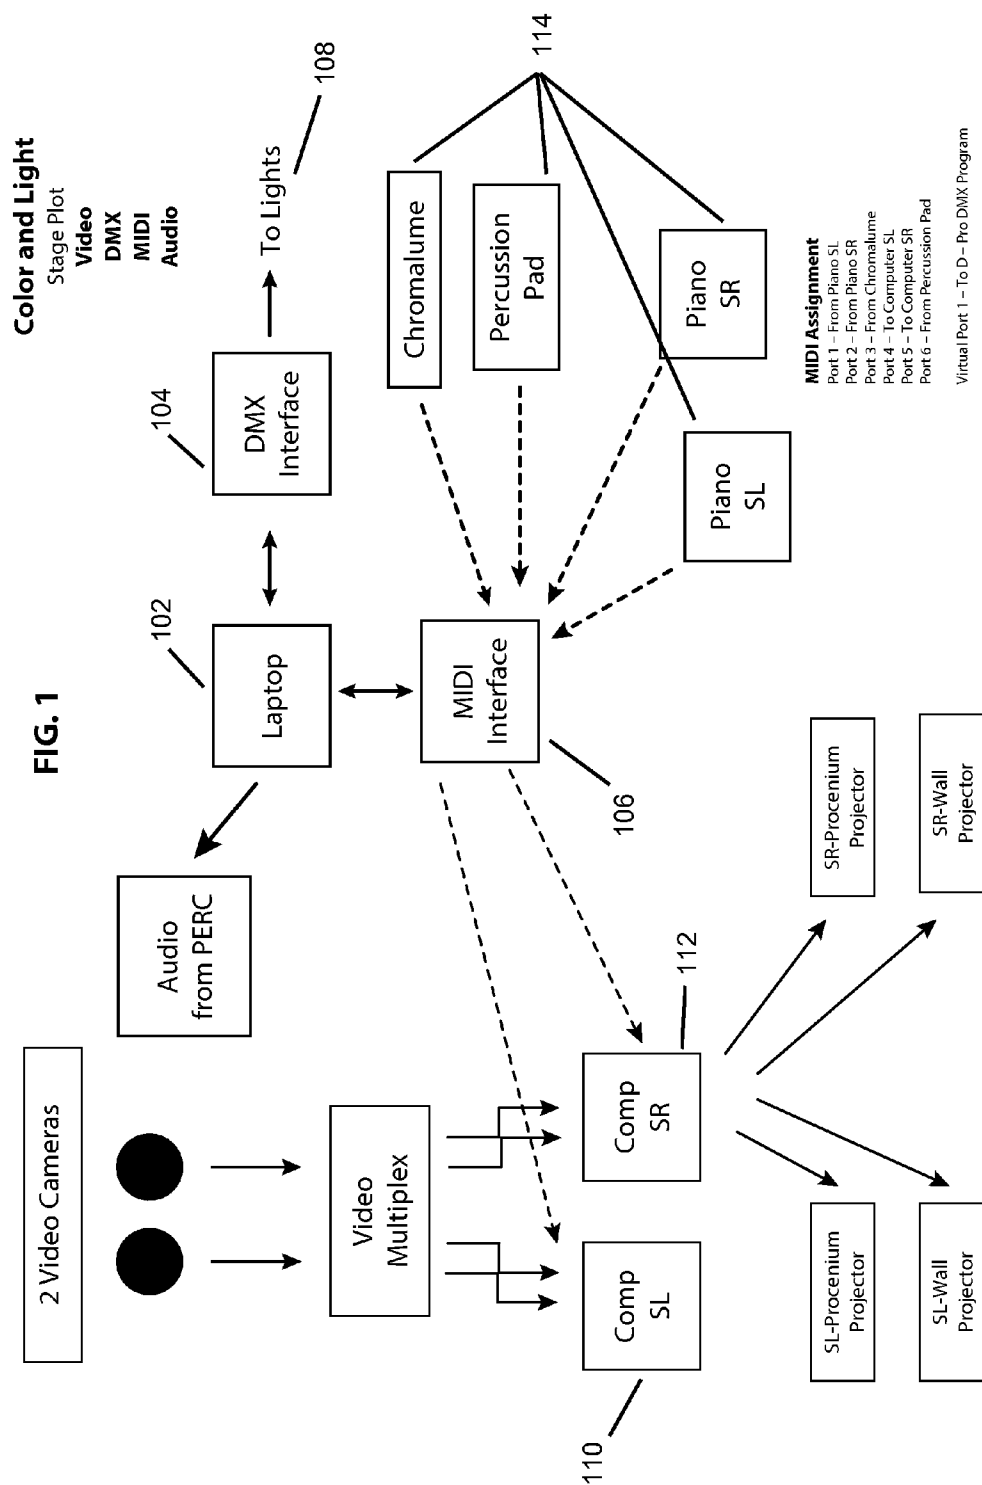 Color and Light
Stage Plot
Video
DMX
MIDI
Audio
FIG. 1
2 Video Cameras
Audio
from PERC
Laptop
102
DMX
Interface
104
To Lights
108
Video
Multiplex
MIDI
Interface
106
Chromalume
Percussion
Pad
Piano
SR
Piano
SL
114
Comp
SL
110
Comp
SR
112
SL-Procenium
Projector
SL-Wall
Projector
SR-Procenium
Projector
SR-Wall
Projector
MIDI Assignment
Port 1 – From Piano SL
Port 2 – From Piano SR
Port 3 – From Chromalume
Port 4 – To Computer SL
Port 5 – To Computer SR
Port 6 – From Percussion Pad
Virtual Port 1 – To D – Pro DMX Program